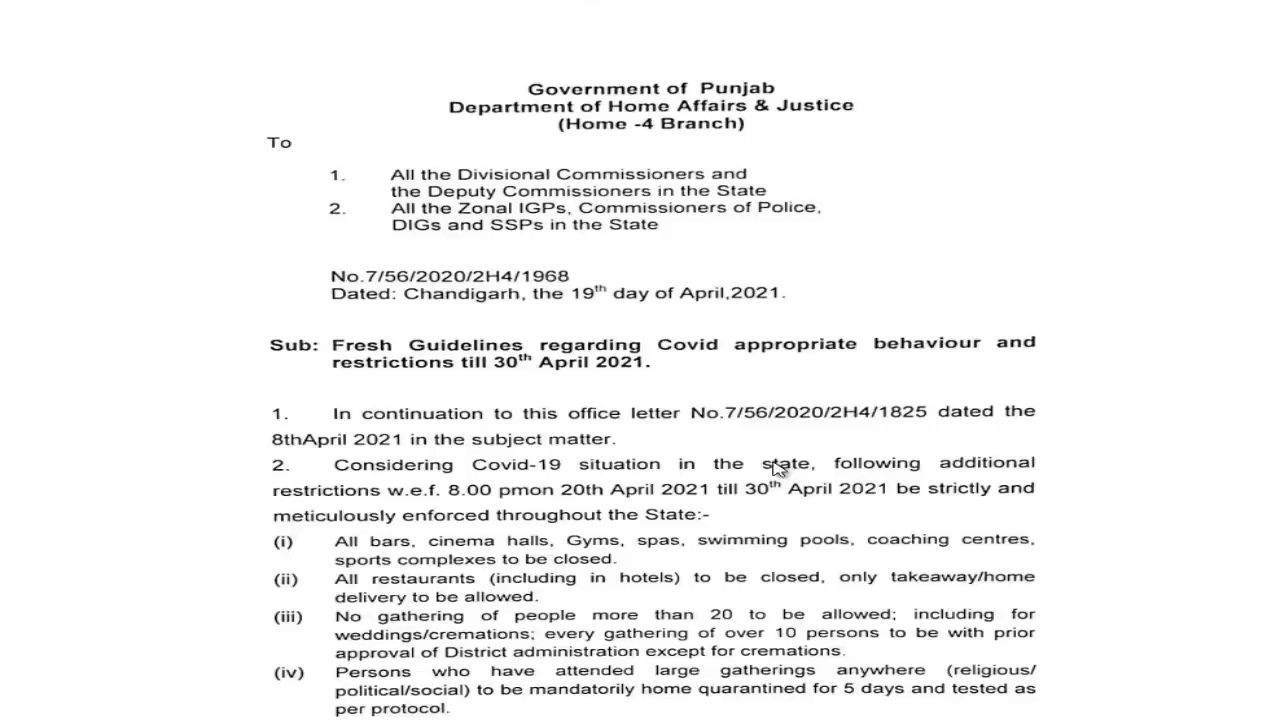 Government of Punjab
Department of Home Affairs & Justice
(Home -4 Branch)
To
1. All the Divisional Commissioners and
the Deputy Commissioners in the State
2. All the Zonal IGPs, Commissioners of Police,
DIGs and SSPs in the State
No.7/56/2020/2H4/1968
Dated: Chandigarh, the 19th day of April,2021.
Sub: Fresh Guidelines regarding Covid appropriate behaviour and
restrictions till 30th April 2021.
1. In continuation to this office letter No.7/56/2020/2H4/1825 dated the
8thApril 2021 in the subject matter.
2. Considering Covid-19 situation in the state, following additional
restrictions w.e.f. 8.00 pmon 20th April 2021 till 30th April 2021 be strictly and
meticulously enforced throughout the State:-
(i) All bars, cinema halls, Gyms, spas, swimming pools, coaching centres,
sports complexes to be closed.
(ii) All restaurants (including in hotels) to be closed, only takeaway/home
delivery to be allowed.
(iii) No gathering of people more than 20 to be allowed; including for
weddings/cremations; every gathering of over 10 persons to be with prior
approval of District administration except for cremations.
(iv) Persons who have attended large gatherings anywhere (religious/
political/social) to be mandatorily home quarantined for 5 days and tested as
per protocol.